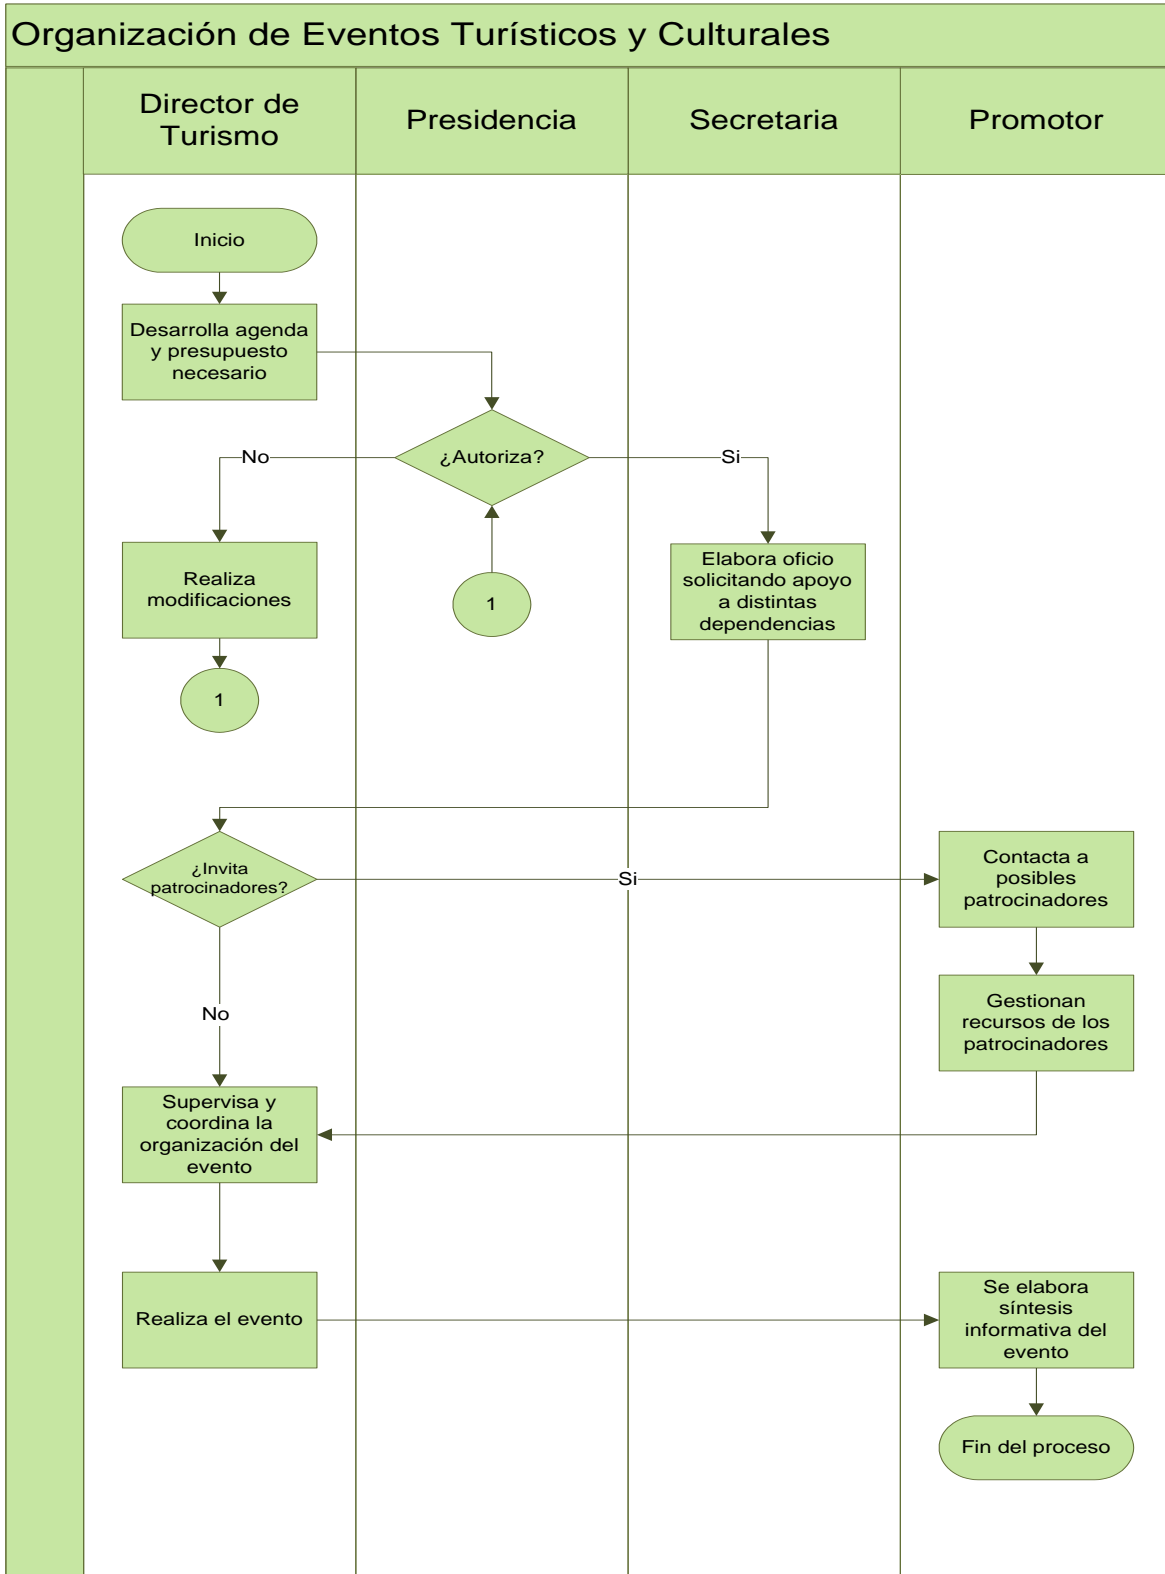 Organización de Eventos Turísticos y Culturales
Director de
Turismo
Presidencia
Secretaria
Promotor
Inicio
Desarrolla agenda
y presupuesto
necesario
¿Autoriza?
No
Si
Realiza
modificaciones
1
Elabora oficio
solicitando apoyo
a distintas
dependencias
1
¿Invita
patrocinadores?
Si
Contacta a
posibles
patrocinadores
No
Gestionan
recursos de los
patrocinadores
Supervisa y
coordina la
organización del
evento
Realiza el evento
Se elabora
síntesis
informativa del
evento
Fin del proceso